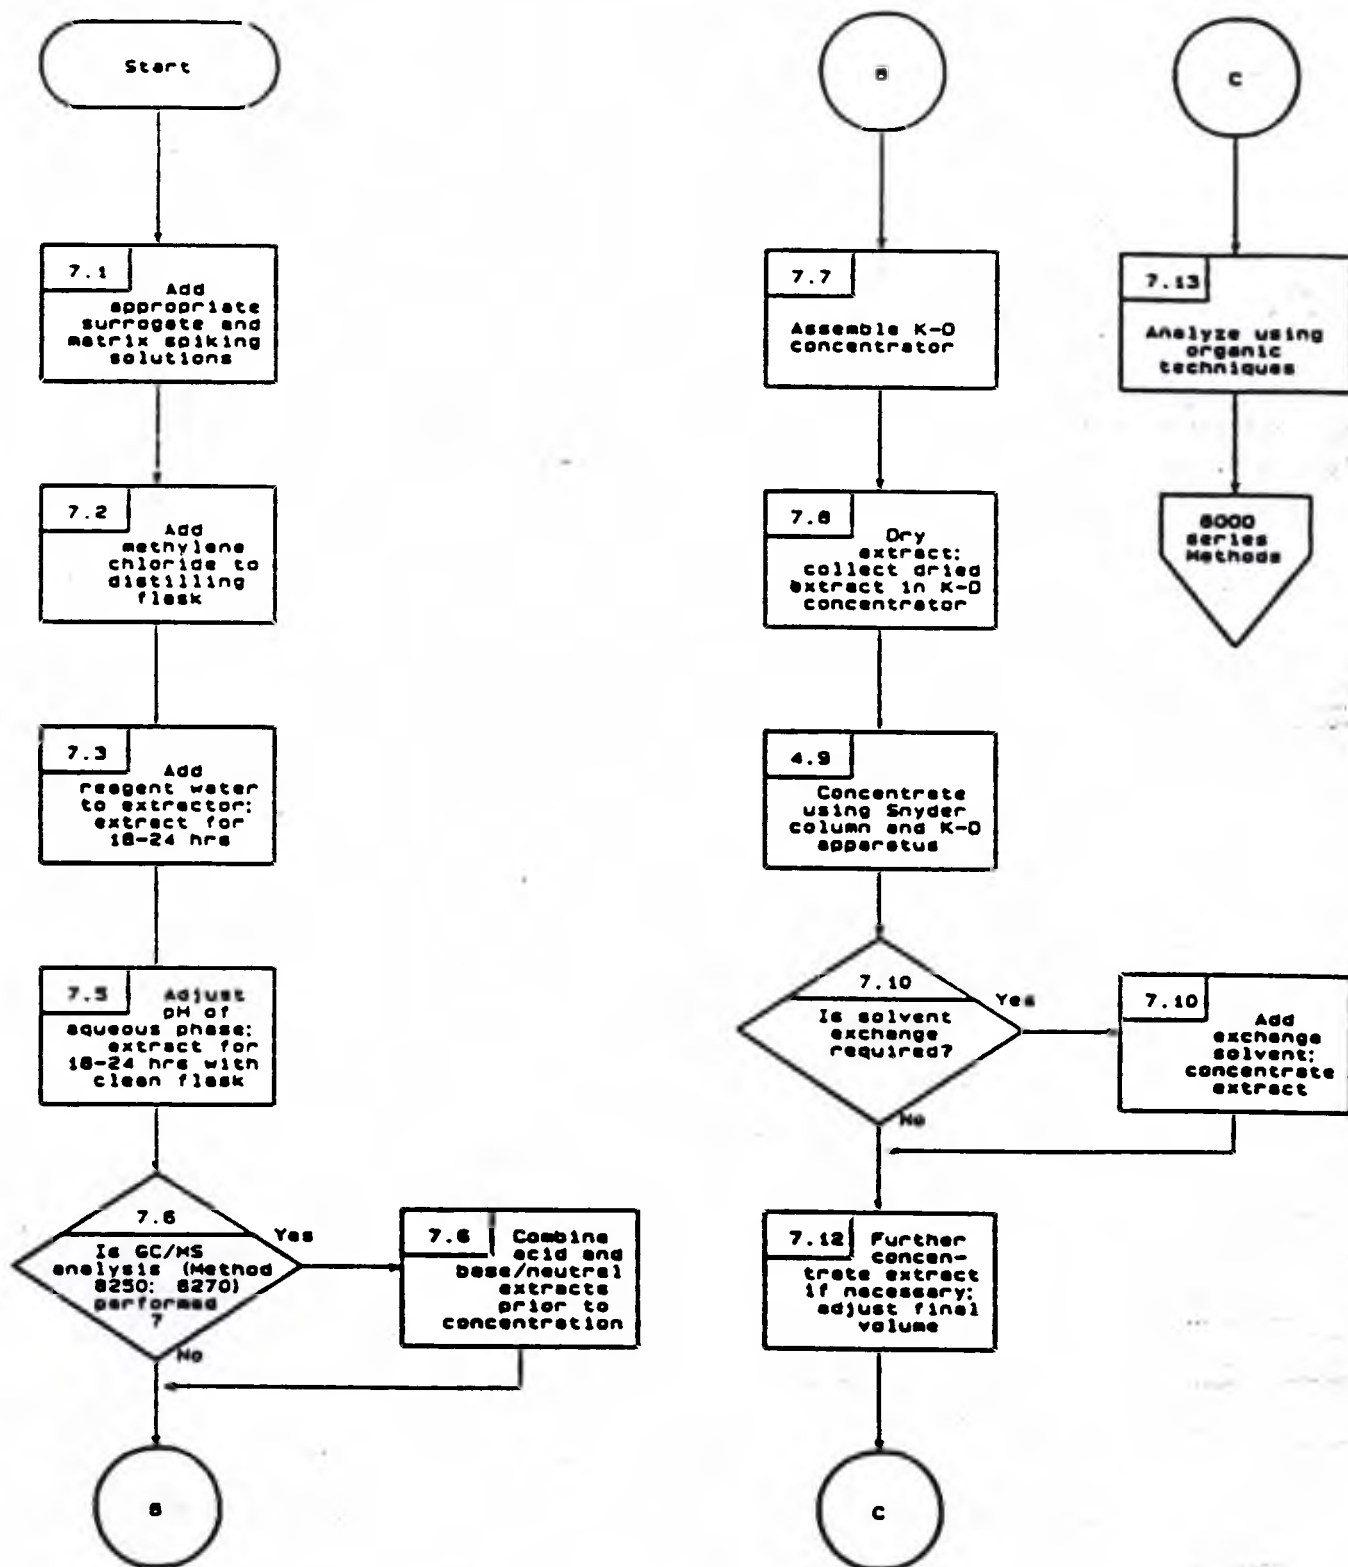 Start
7.1
Add
appropriate
surrogate and
matrix spiking
solutions
7.2
Add
methylene
chloride to
distilling
flask
7.3
Add
reagent water
to extractor;
extract for
18-24 hrs
7.5
Adjust
pH of
aqueous phase;
extract for
18-24 hrs with
clean flask
7.6
Is GC/MS
analysis (Method
8250; 8270)
performed
?
Yes
No
7.6
Combine
acid and
base/neutral
extracts
prior to
concentration
B
B
7.7
Assemble K-D
concentrator
7.8
Dry
extract;
collect dried
extract in K-D
concentrator
4.9
Concentrate
using Snyder
column and K-D
apparatus
7.10
Is solvent
exchange
required?
Yes
No
7.10
Add
exchange
solvent;
concentrate
extract
7.12
Further
concen-
trate extract
if necessary;
adjust final
volume
C
C
7.13
Analyze using
organic
techniques
8000
series
Methods